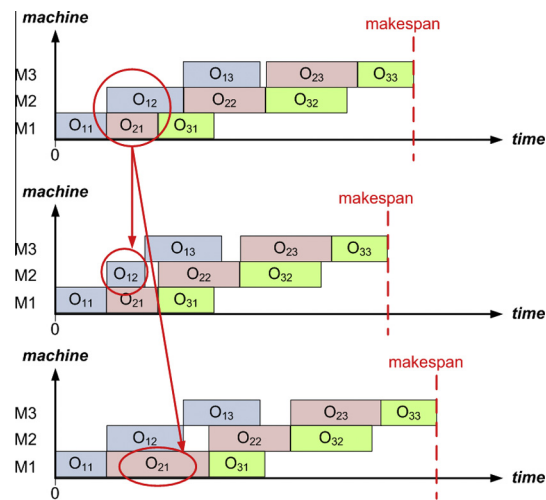 machine
makespan
M3 O13 O23 O33
M2 O12 O22 O32
M1 O11 O21 O31
0 time
machine
makespan
M3 O13 O23 O33
M2 O12 O22 O32
M1 O11 O21 O31
0 time
machine
makespan
M3 O13 O23 O33
M2 O12 O22 O32
M1 O11 O21 O31
0 time